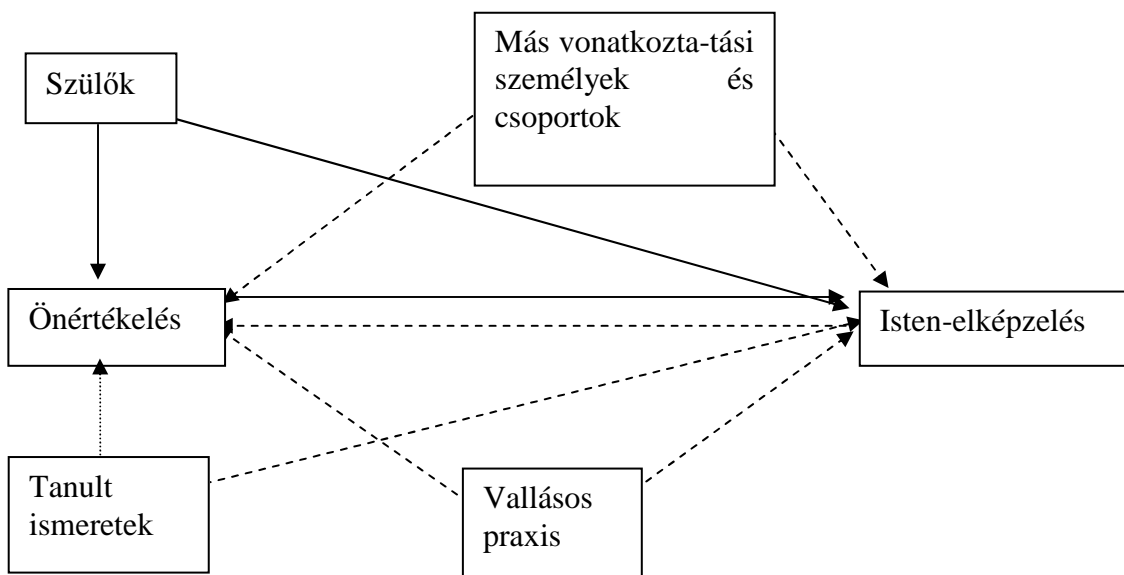 Szülők
Más vonatkozta-tási
személyek és
csoportok
Önértékelés
Isten-elképzelés
Tanult
ismeretek
Vallásos
praxis